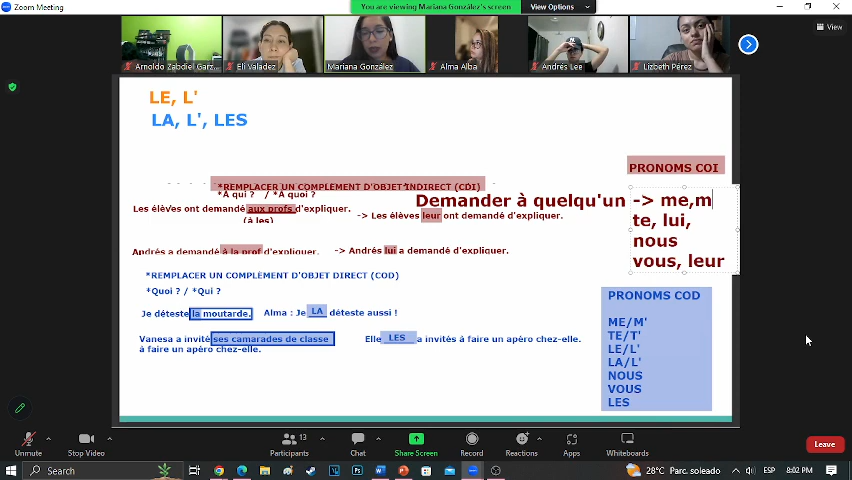 Zoom Meeting
You are viewing Mariana González's screen
View Options
View
Arnoldo Zabdiel Garz...
Eli Valadez
Mariana González
Alma Alba
Andrés Lee
Lizbeth Pérez
LE, L'
LA, L', LES
PRONOMS COI
*REMPLACER UN COMPLÉMENT D'OBJET INDIRECT (CDI)
*À qui ? / *À quoi ?
Demander à quelqu'un -> me,m
te, lui,
nous
vous, leur
Les élèves ont demandé aux profs d'expliquer.
(à les)
-> Les élèves leur ont demandé d'expliquer.
Andrés a demandé à la prof d'expliquer.
-> Andrés lui a demandé d'expliquer.
*REMPLACER UN COMPLÉMENT D'OBJET DIRECT (COD)
*Quoi ? / *Qui ?
Je déteste la moutarde.
Alma : Je LA déteste aussi !
Vanesa a invité ses camarades de classe
à faire un apéro chez-elle.
Elle LES a invités à faire un apéro chez-elle.
PRONOMS COD
ME/M'
TE/T'
LE/L'
LA/L'
NOUS
VOUS
LES
Unmute
Stop Video
13
Participants
Chat
Share Screen
Record
Reactions
Apps
Whiteboards
Leave
Search
28°C Parc. soleado
ESP
8:02 PM